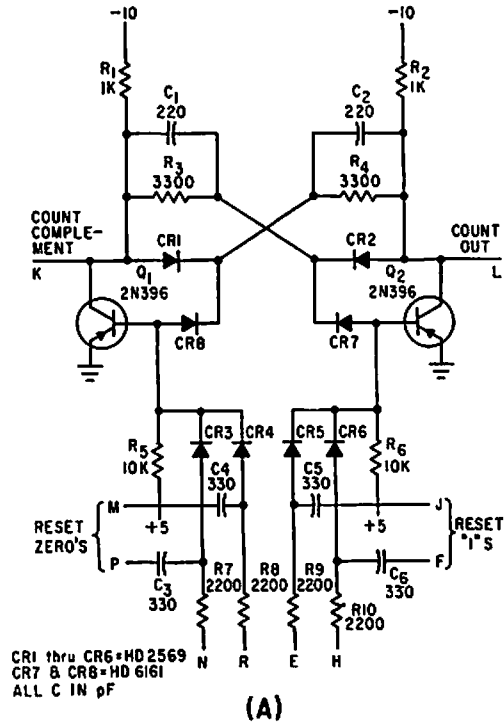 -10
-10
R1
1K
R2
1K
C1
220
C2
220
R3
3300
R4
3300
COUNT
COMPLE-
MENT
K
CR1
Q1
2N396
CR2
Q2
2N396
COUNT
OUT
L
CR8
CR7
CR3
CR4
CR5
CR6
R5
10K
C4
330
C5
330
R6
10K
M
+5
+5
J
RESET
ZERO'S
RESET
"1"S
P
C3
330
F
C6
330
R7
2200
R8
2200
R9
2200
R10
2200
N
R
E
H
CR1 thru CR6=HD 2569
CR7 & CR8=HD 6161
ALL C IN pF
(A)